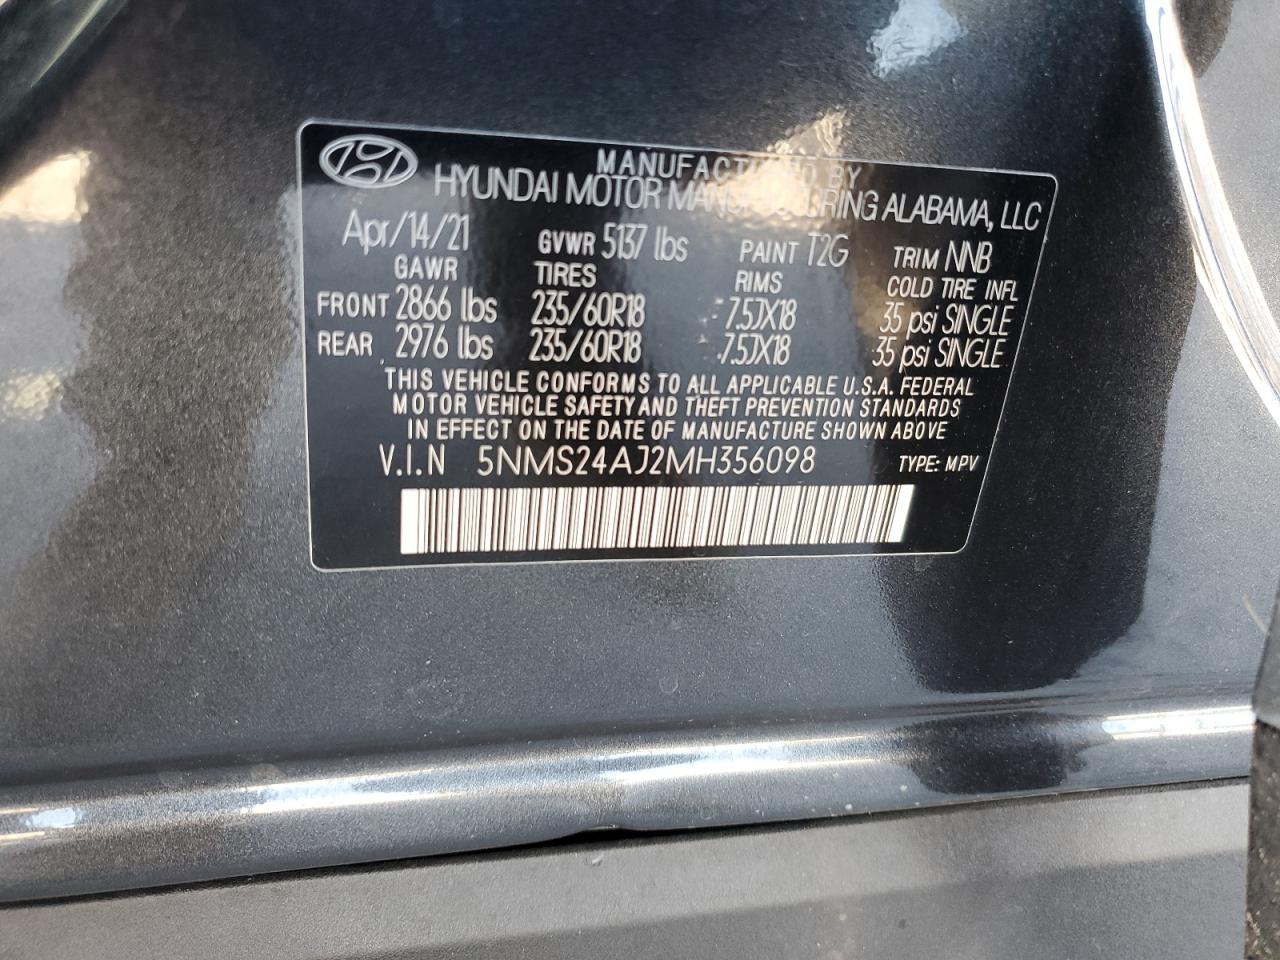 MANUFACTURED BY
HYUNDAI MOTOR MANUFACTURING ALABAMA, LLC
Apr/14/21 GVWR 5137 lbs PAINT T2G TRIM NNB
GAWR TIRES RIMS COLD TIRE INFL
FRONT 2866 lbs 235/60R18 7.5JX18 35 psi SINGLE
REAR 2976 lbs 235/60R18 7.5JX18 35 psi SINGLE
THIS VEHICLE CONFORMS TO ALL APPLICABLE U.S.A. FEDERAL
MOTOR VEHICLE SAFETY AND THEFT PREVENTION STANDARDS
IN EFFECT ON THE DATE OF MANUFACTURE SHOWN ABOVE
V.I.N 5NMS24AJ2MH356098 TYPE: MPV